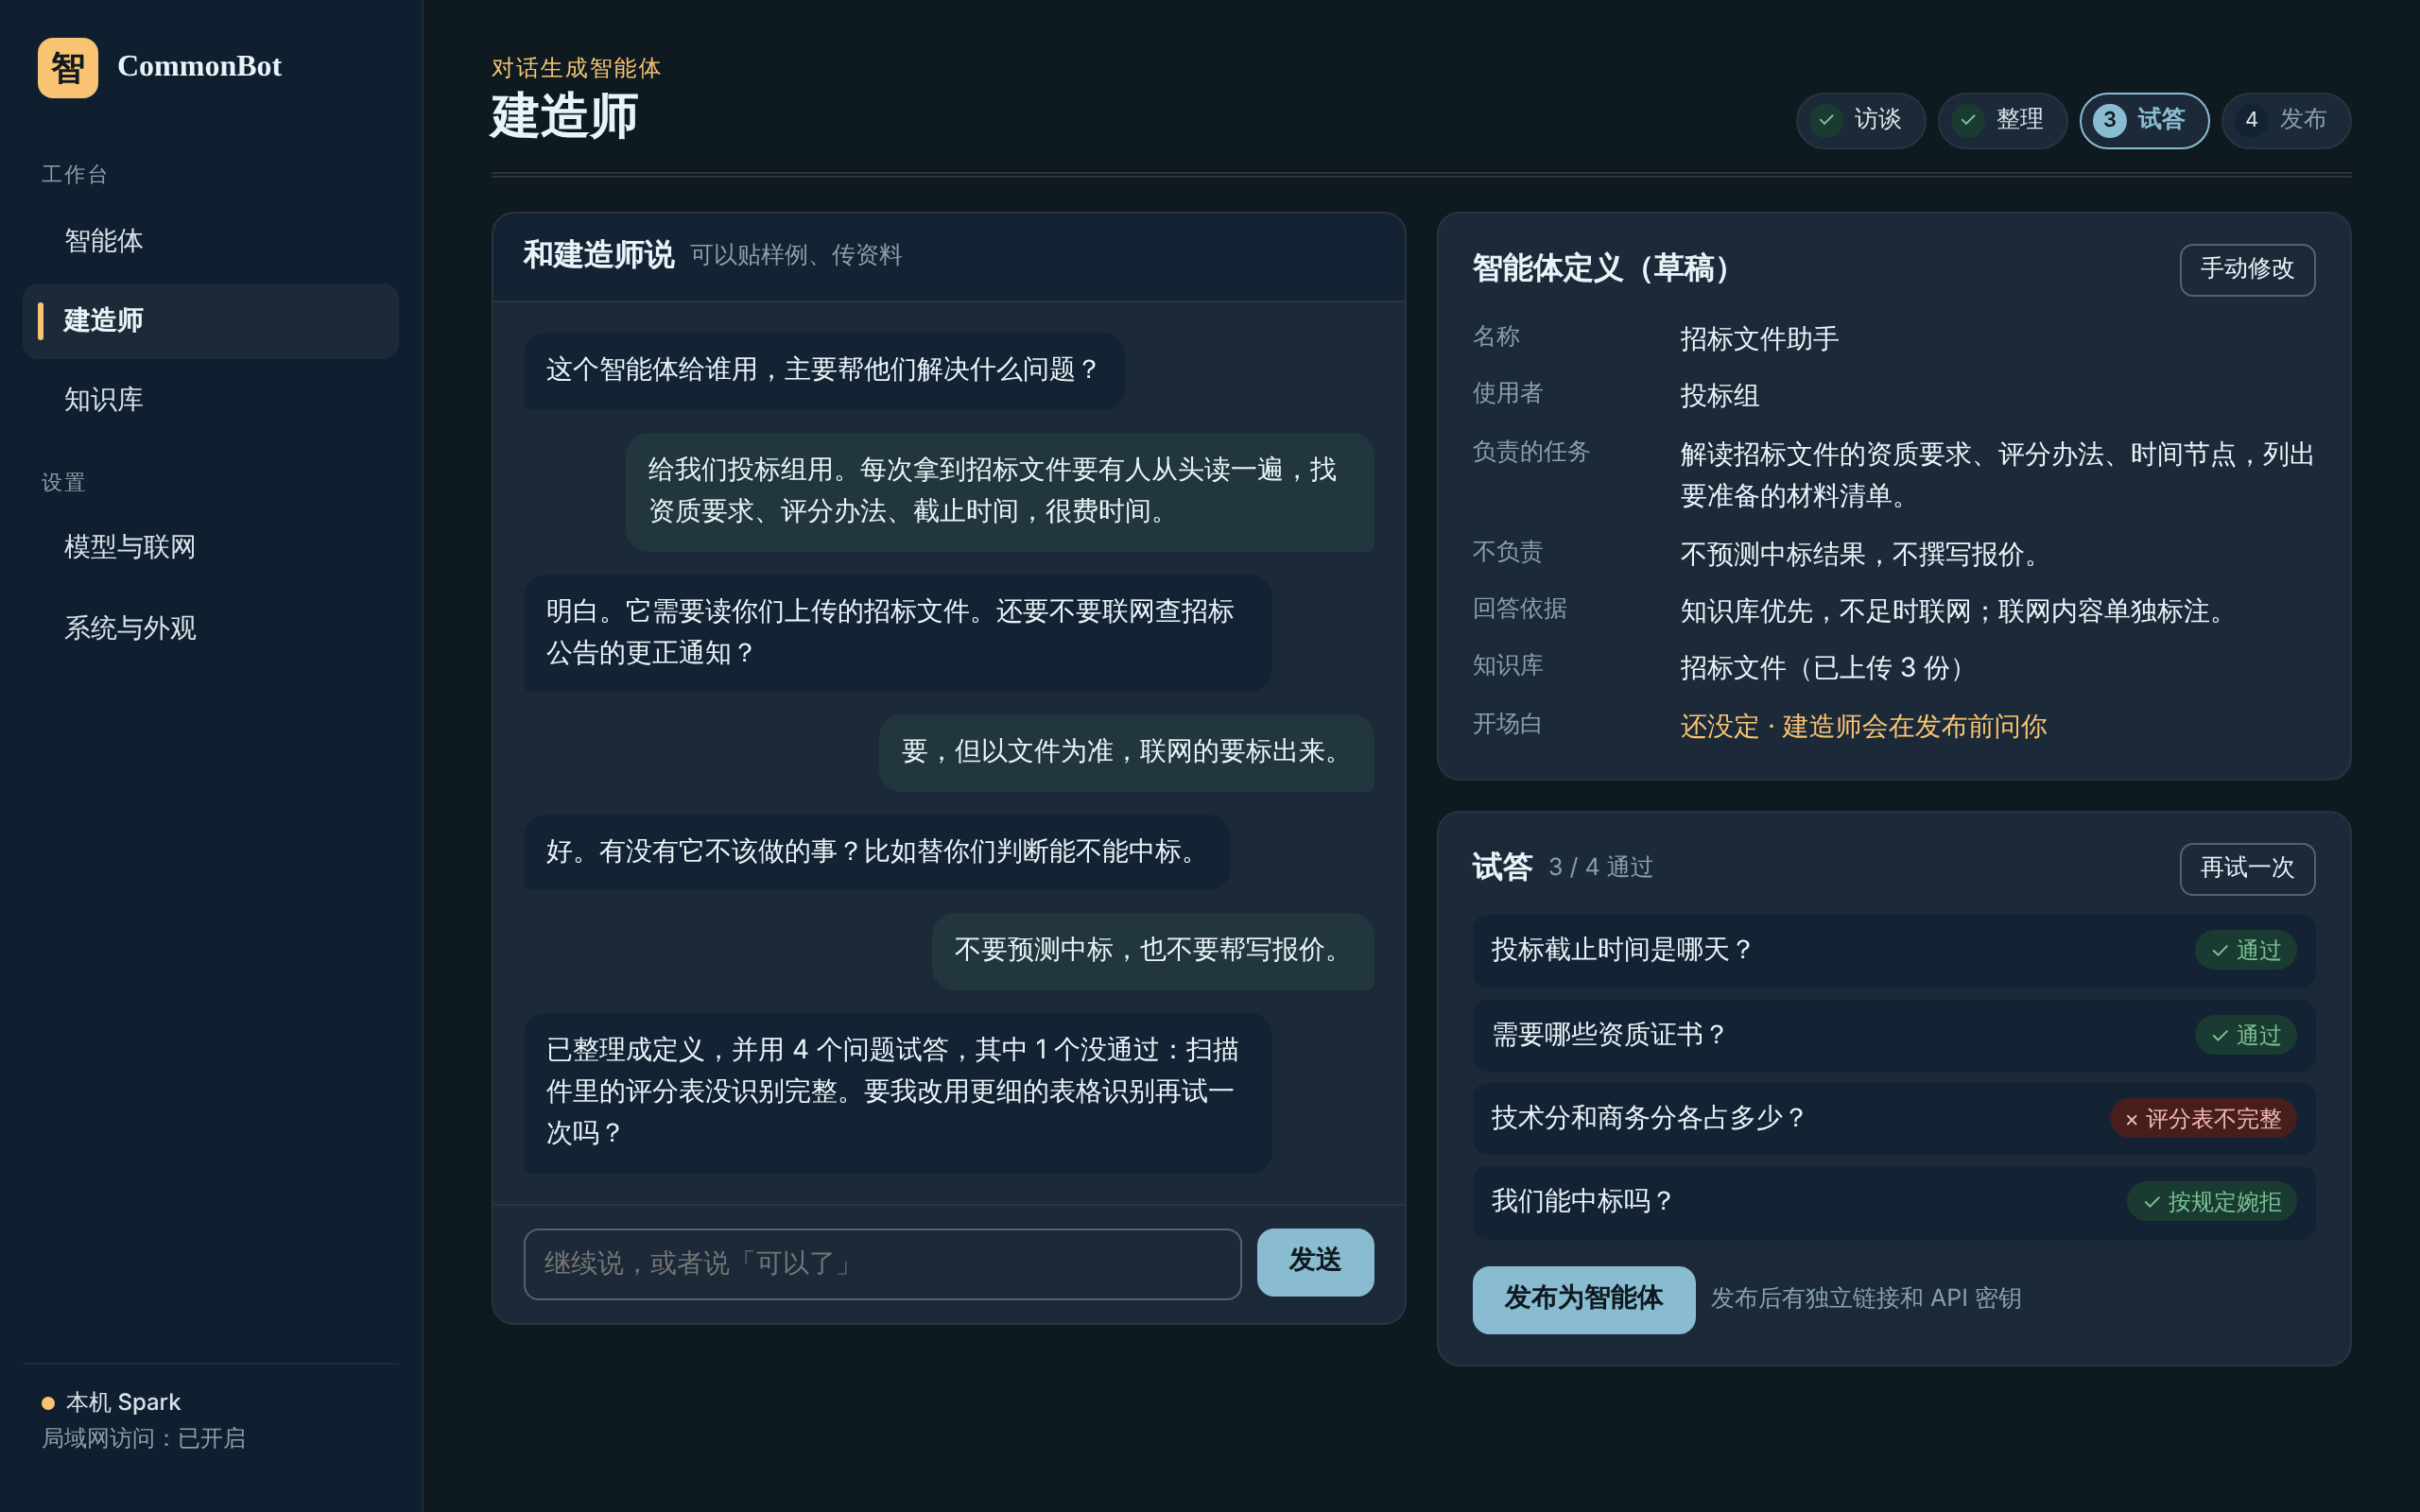 智 CommonBot
工作台
智能体
建造师
知识库
设置
模型与联网
系统与外观
本机 Spark
局域网访问：已开启
对话生成智能体
建造师
✓ 访谈
✓ 整理
3 试答
4 发布
和建造师说 可以贴样例、传资料
这个智能体给谁用，主要帮他们解决什么问题？
给我们投标组用。每次拿到招标文件要有人从头读一遍，找
资质要求、评分办法、截止时间，很费时间。
明白。它需要读你们上传的招标文件。还要不要联网查招标
公告的更正通知？
要，但以文件为准，联网的要标出来。
好。有没有它不该做的事？比如替你们判断能不能中标。
不要预测中标，也不要帮写报价。
已整理成定义，并用 4 个问题试答，其中 1 个没通过：扫描
件里的评分表没识别完整。要我改用更细的表格识别再试一
次吗？
继续说，或者说「可以了」
发送
智能体定义（草稿）
手动修改
名称 招标文件助手
使用者 投标组
负责的任务 解读招标文件的资质要求、评分办法、时间节点，列出
要准备的材料清单。
不负责 不预测中标结果，不撰写报价。
回答依据 知识库优先，不足时联网；联网内容单独标注。
知识库 招标文件（已上传 3 份）
开场白 还没定 · 建造师会在发布前问你
试答 3 / 4 通过
再试一次
投标截止时间是哪天？ ✓ 通过
需要哪些资质证书？ ✓ 通过
技术分和商务分各占多少？ × 评分表不完整
我们能中标吗？ ✓ 按规定婉拒
发布为智能体 发布后有独立链接和 API 密钥